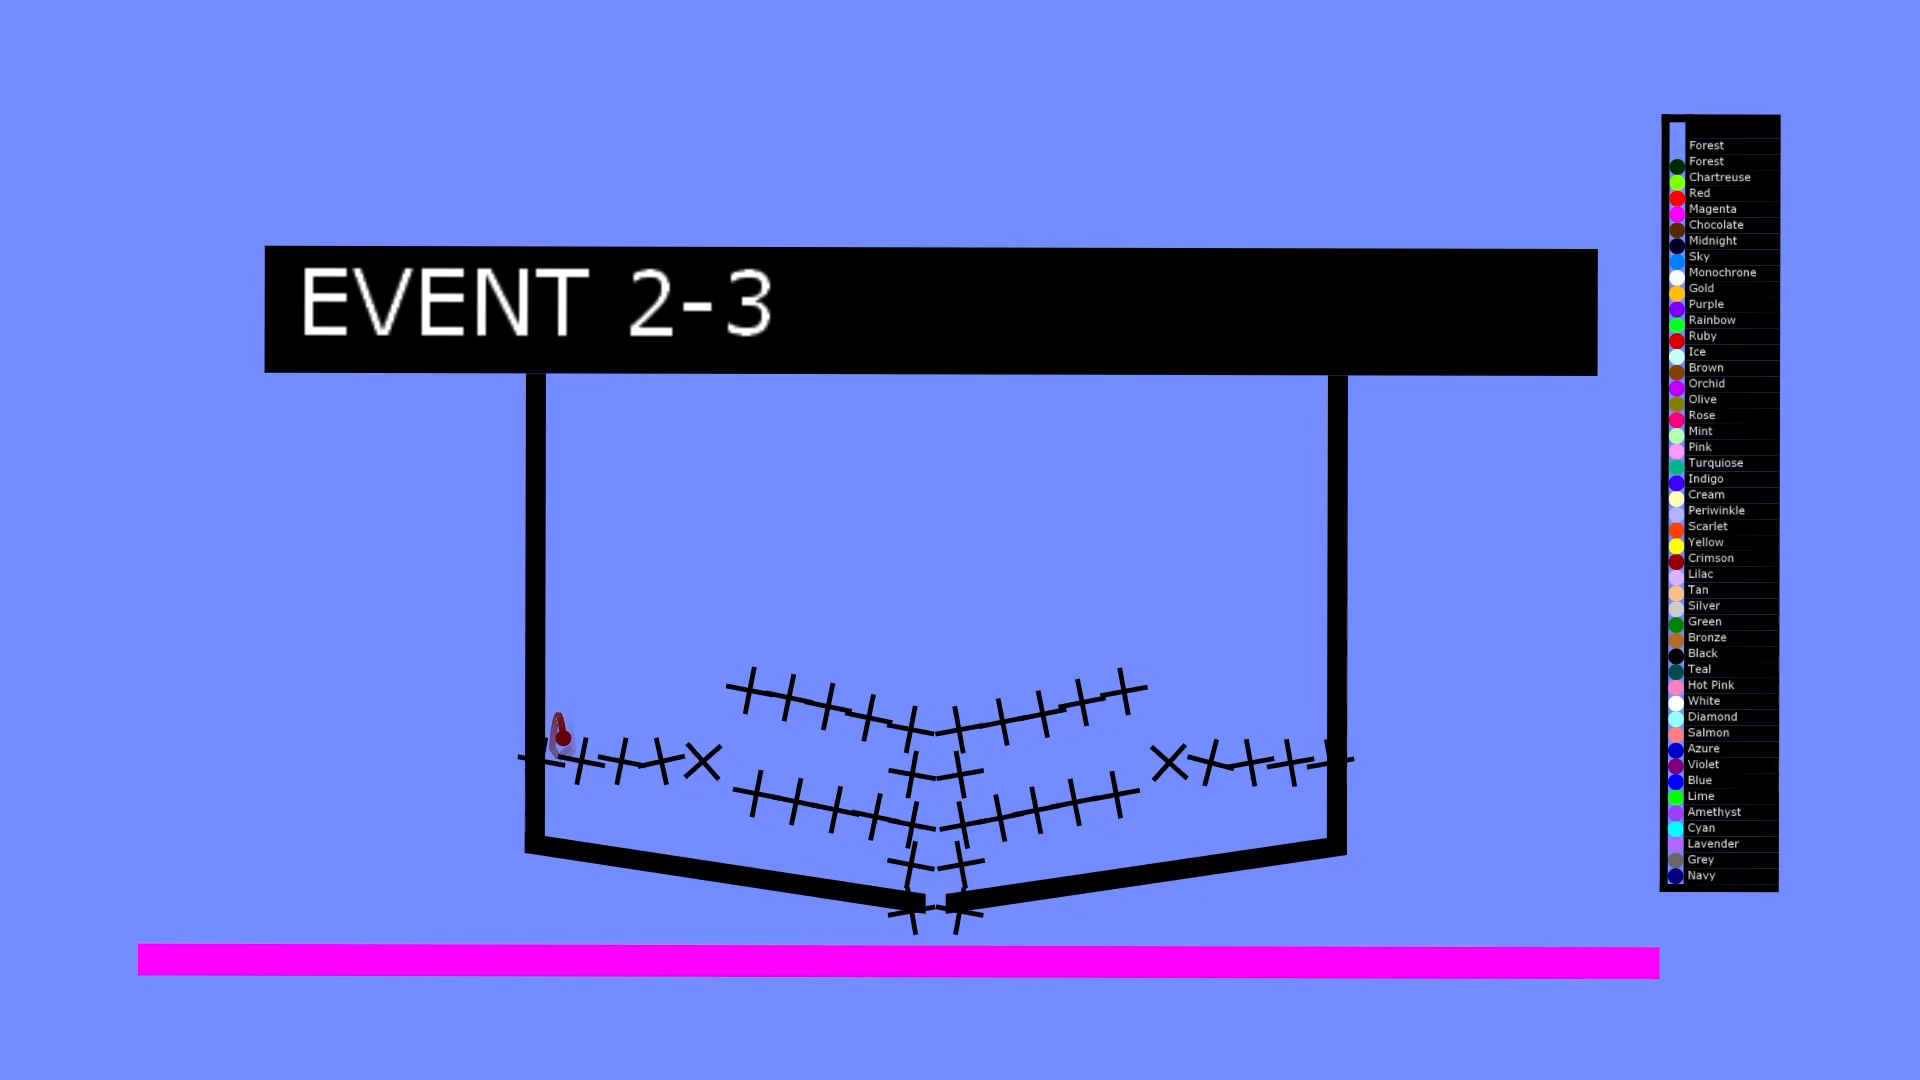 EVENT 2-3
Forest
Forest
Chartreuse
Red
Magenta
Chocolate
Midnight
Sky
Monochrone
Gold
Purple
Rainbow
Ruby
Ice
Brown
Orchid
Olive
Rose
Mint
Pink
Turquiose
Indigo
Cream
Periwinkle
Scarlet
Yellow
Crimson
Lilac
Tan
Silver
Green
Bronze
Black
Teal
Hot Pink
White
Diamond
Salmon
Azure
Violet
Blue
Lime
Amethyst
Cyan
Lavender
Grey
Navy